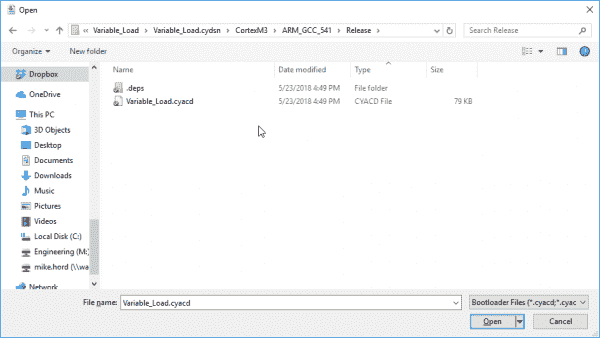 Open
« Variable_Load › Variable_Load.cydsn › CortexM3 › ARM_GCC_541 › Release ›
Search Release
Organize New folder
Name Date modified Type Size
Dropbox
OneDrive
This PC
3D Objects
Desktop
Documents
Downloads
Music
Pictures
Videos
Local Disk (C:)
Engineering (M:)
mike.hord (\\wa
Network
.deps 5/23/2018 4:49 PM File folder
Variable_Load.cyacd 5/23/2018 4:49 PM CYACD File 79 KB
File name: Variable_Load.cyacd
Bootloader Files (*.cyacd;*.cyac
Open Cancel